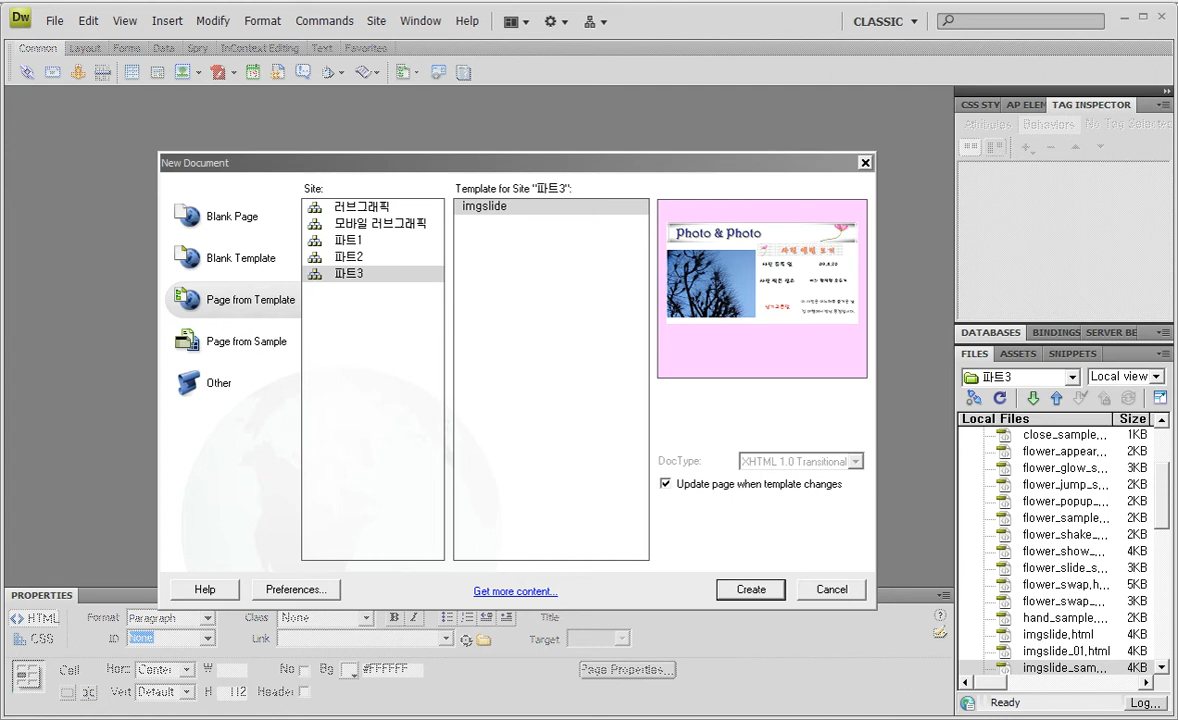 Dw File Edit View Insert Modify Format Commands Site Window Help CLASSIC
Common Layout Forms Data Spry InContext Editing Text Favorites
CSS STY AP ELEM TAG INSPECTOR
Attributes Behaviors No Tag Selected
New Document
Site:
Template for Site "파트3":
Blank Page
Blank Template
Page from Template
Page from Sample
Other
러브그래픽
모바일 러브그래픽
파트1
파트2
파트3
imgslide
Photo & Photo
DocType: XHTML 1.0 Transitional
Update page when template changes
Help Preferences... Get more content... Create Cancel
DATABASES BINDINGS SERVER BE
FILES ASSETS SNIPPETS
파트3 Local view
Local Files Size
close_sample,,, 1KB
flower_appear,,, 2KB
flower_glow_s,,, 3KB
flower_jump_s,,, 2KB
flower_popup_,,, 2KB
flower_sample,,, 2KB
flower_shake_,,, 2KB
flower_show_,,, 4KB
flower_slide_s,,, 3KB
flower_swap,h,,, 5KB
flower_swap_,,, 3KB
hand_sample,,, 1KB
imgslide,html 4KB
imgslide_01,html 4KB
imgslide_sam,,, 4KB
Ready Log...
PROPERTIES
HTML Format Paragraph Class None B I Title
CSS ID None Link Target
Cell Horz Center W No Bg #FFFFFF Page Properties...
Vert Default H 112 Header